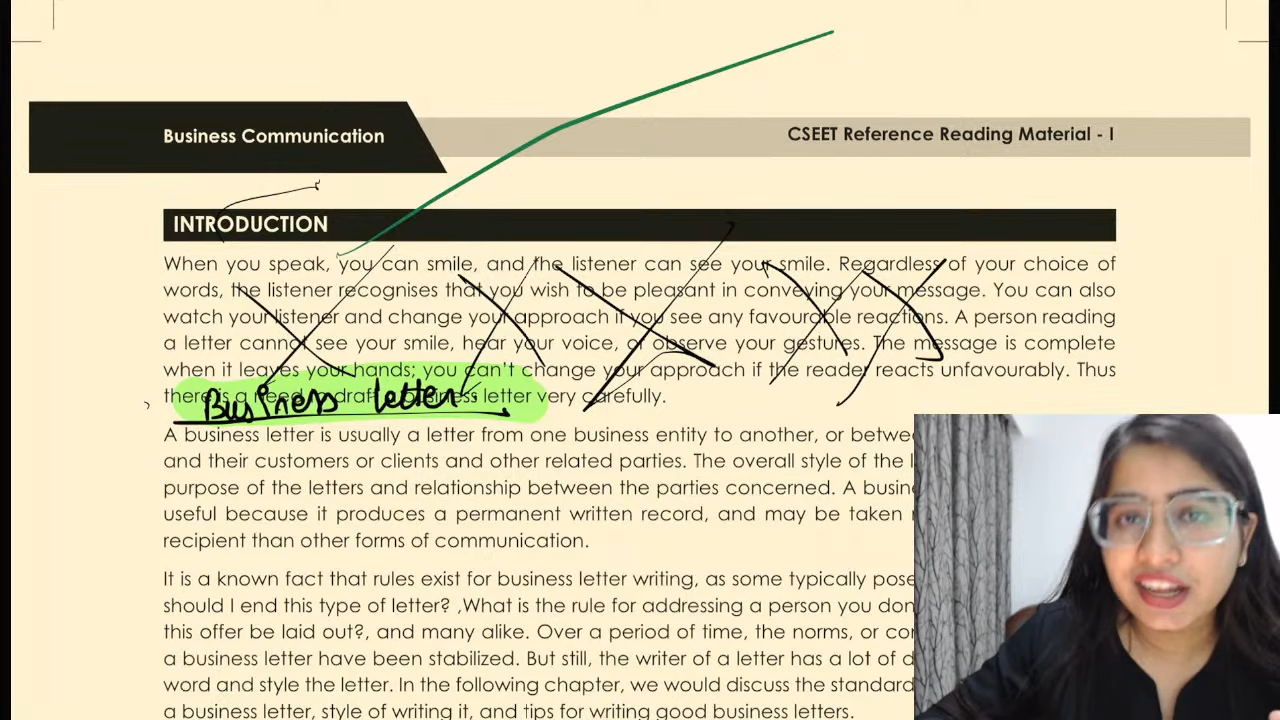 Business Communication
CSEET Reference Reading Material - I
INTRODUCTION
When you speak, you can smile, and the listener can see your smile. Regardless of your choice of
words, the listener recognises that you wish to be pleasant in conveying your message. You can also
watch your listener and change your approach if you see any favourable reactions. A person reading
a letter cannot see your smile, hear your voice, or observe your gestures. The message is complete
when it leaves your hands; you can't change your approach if the reader reacts unfavourably. Thus
there is a need to draft a business letter very carefully.
Business letter
A business letter is usually a letter from one business entity to another, or
and their customers or clients and other related parties. The overall style of the
purpose of the letters and relationship between the parties concerned. A
useful because it produces a permanent written record, and may be taken
recipient than other forms of communication.
It is a known fact that rules exist for business letter writing, as some typically
should I end this type of letter? ,What is the rule for addressing a person you
this offer be laid out?, and many alike. Over a period of time, the norms, or
a business letter have been stabilized. But still, the writer of a letter has a lot of
word and style the letter. In the following chapter, we would discuss the standard
a business letter, style of writing it, and tips for writing good business letters.